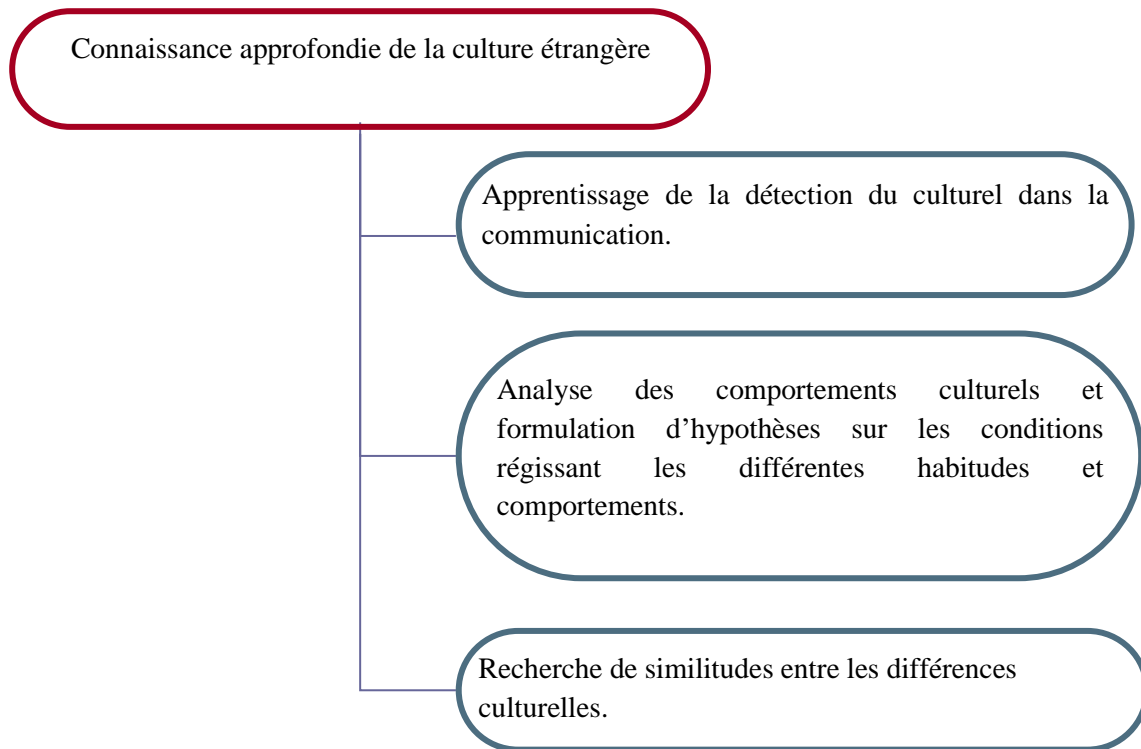 Connaissance approfondie de la culture étrangère
Apprentissage de la détection du culturel dans la
communication.
Analyse des comportements culturels et
formulation d’hypothèses sur les conditions
régissant les différentes habitudes et
comportements.
Recherche de similitudes entre les différences
culturelles.